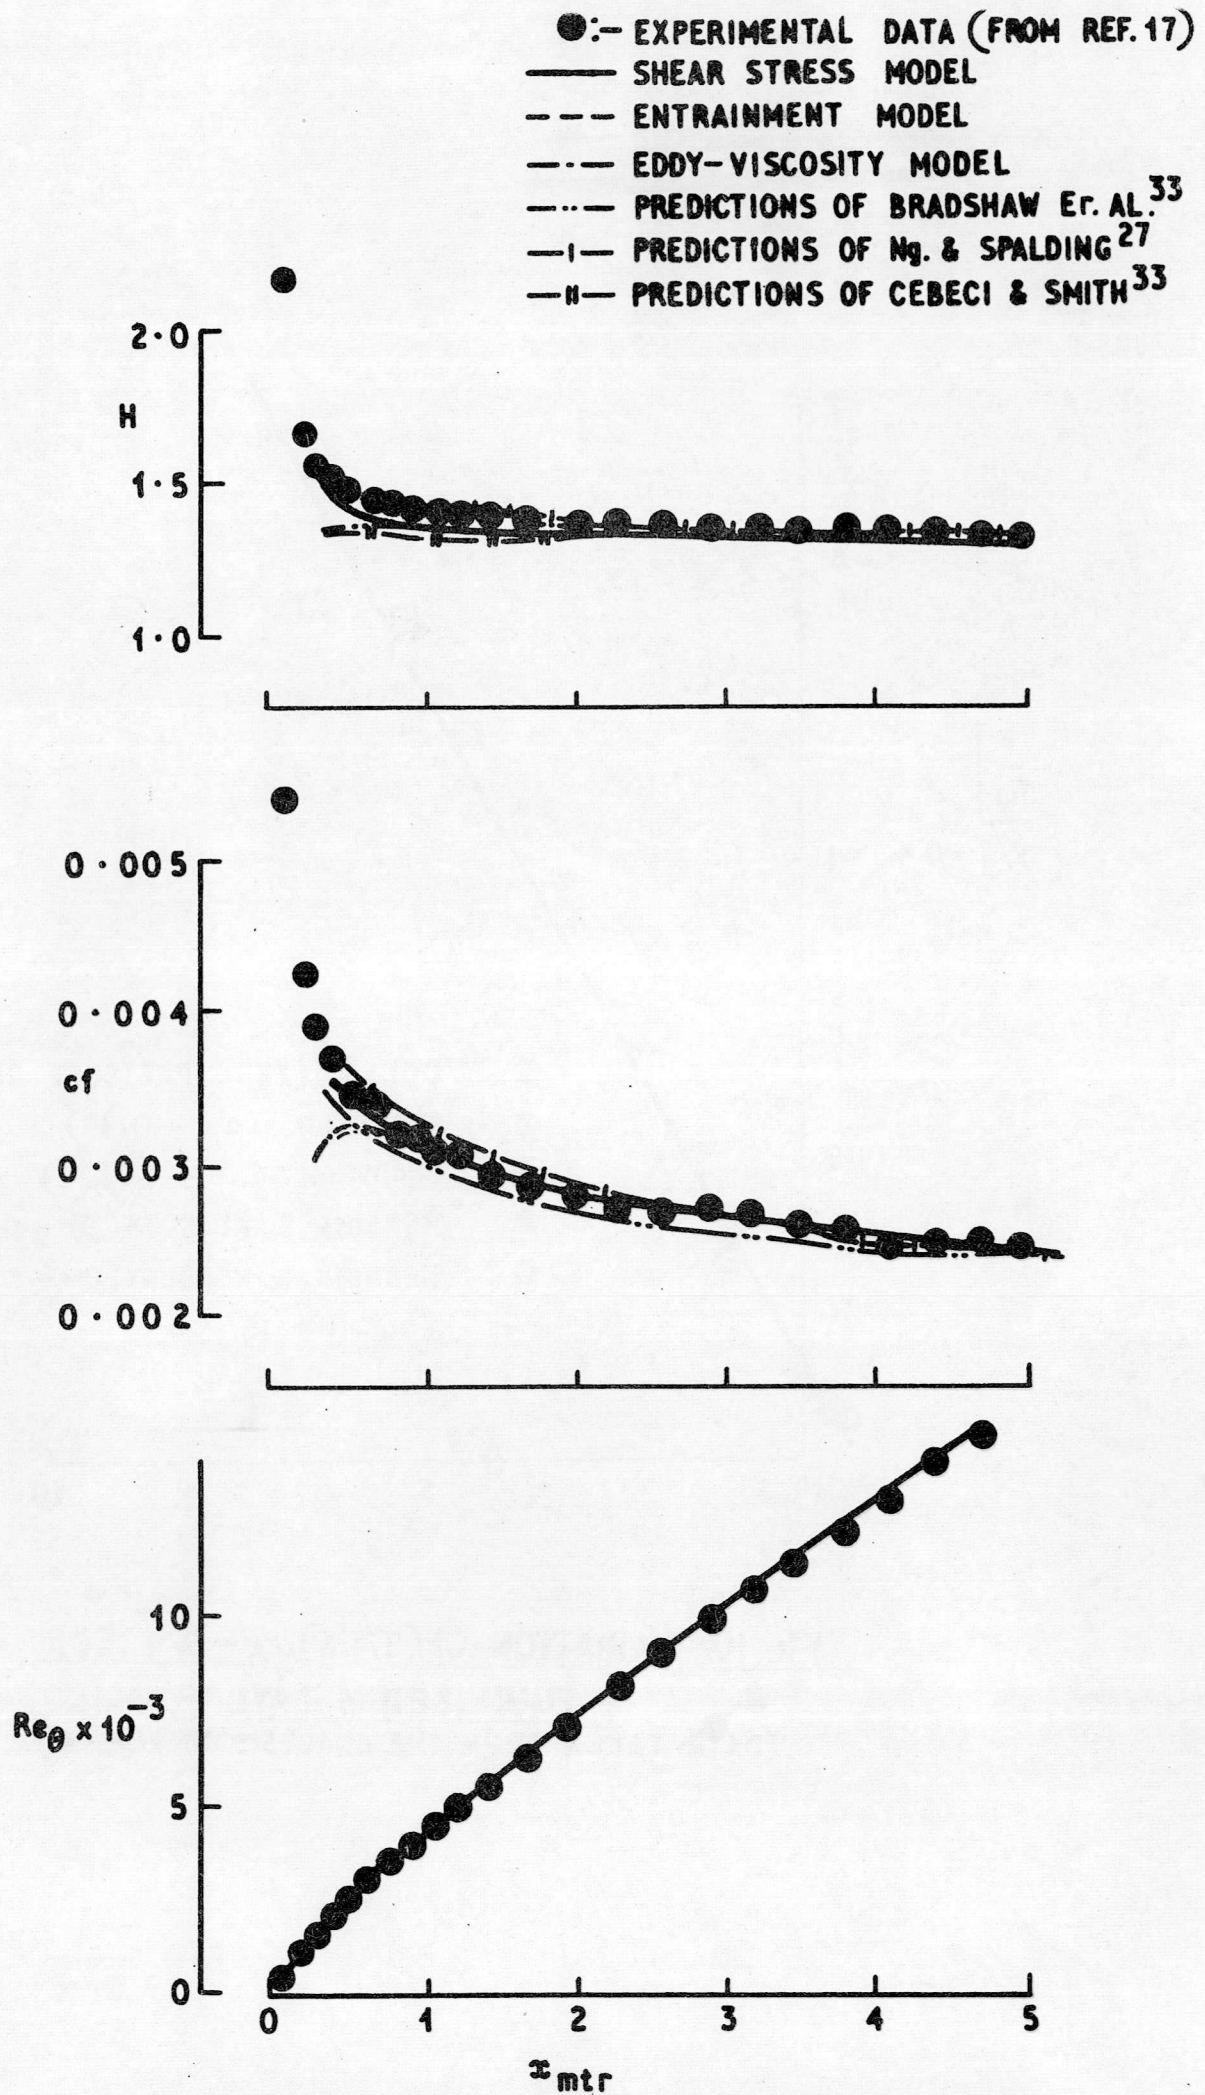 ●:- EXPERIMENTAL DATA (FROM REF. 17)
SHEAR STRESS MODEL
ENTRAINMENT MODEL
EDDY-VISCOSITY MODEL
PREDICTIONS OF BRADSHAW Er. AL.³³
PREDICTIONS OF Ng. & SPALDING²⁷
PREDICTIONS OF CEBECI & SMITH³³
2·0
H
1·5
1·0
0·005
0·004
cf
0·003
0·002
10
Reθ x 10⁻³
5
0
0 1 2 3 4 5
x mtr